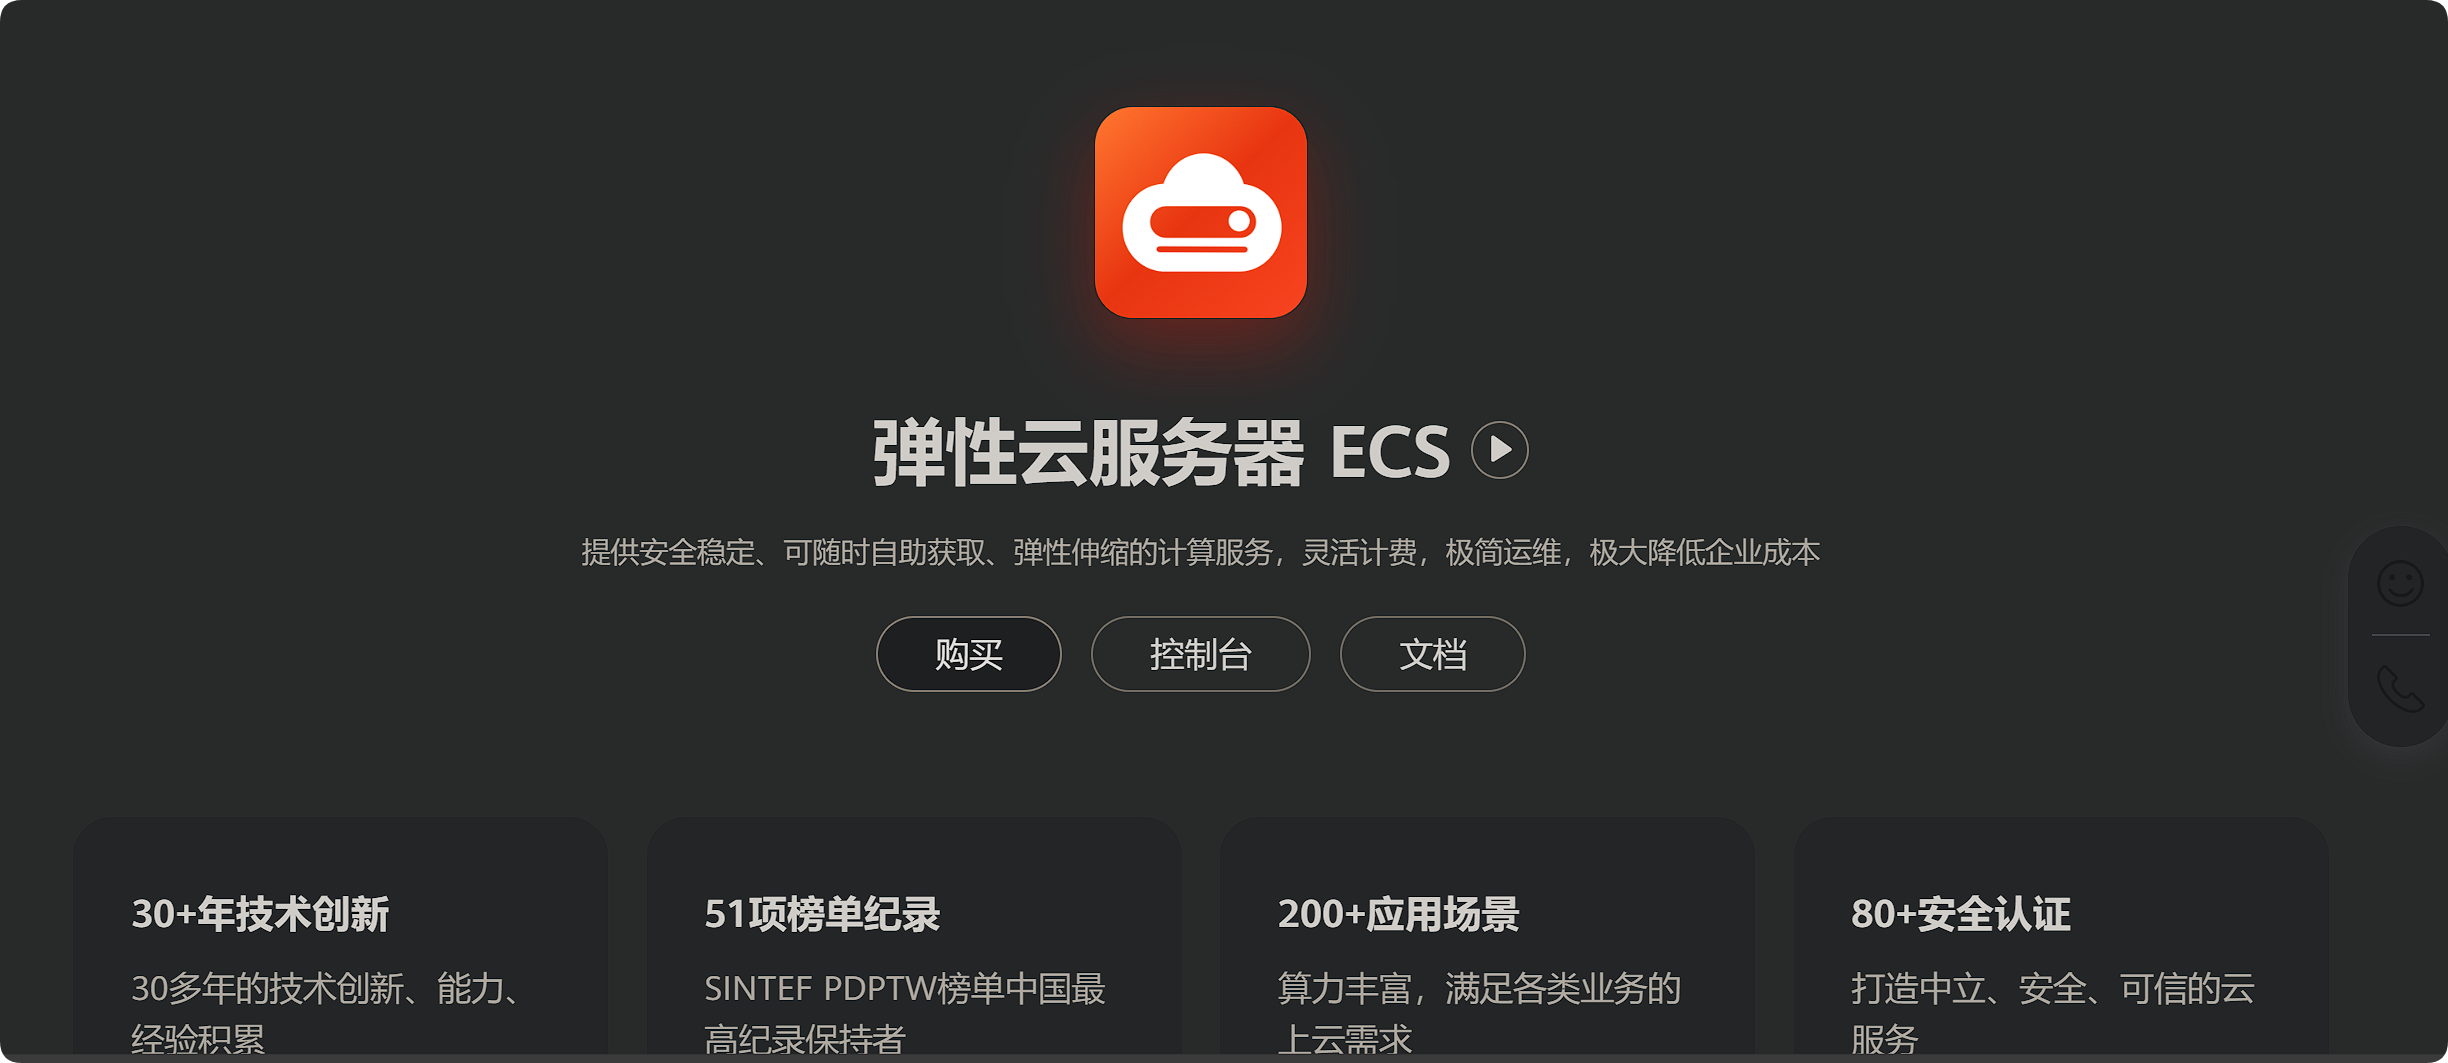 弹性云服务器 ECS
提供安全稳定、可随时自助获取、弹性伸缩的计算服务，灵活计费，极简运维，极大降低企业成本
购买
控制台
文档
30+年技术创新
30多年的技术创新、能力、
经验积累
51项榜单纪录
SINTEF PDPTW榜单中国最
高纪录保持者
200+应用场景
算力丰富，满足各类业务的
上云需求
80+安全认证
打造中立、安全、可信的云
服务